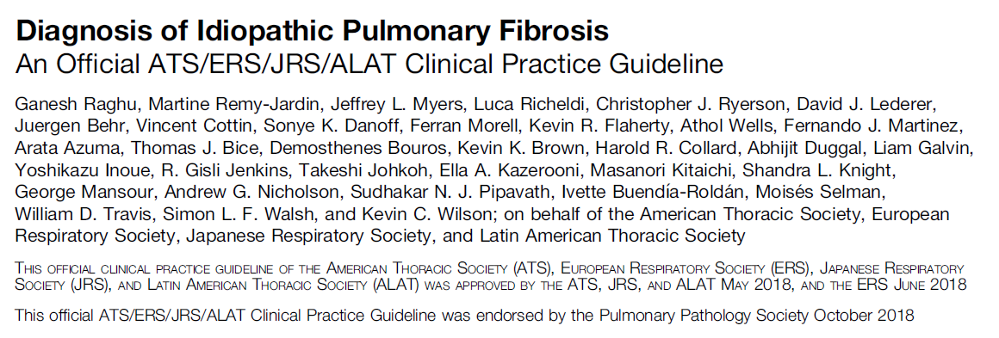 Diagnosis of Idiopathic Pulmonary Fibrosis
An Official ATS/ERS/JRS/ALAT Clinical Practice Guideline
Ganesh Raghu, Martine Remy-Jardin, Jeffrey L. Myers, Luca Richeldi, Christopher J. Ryerson, David J. Lederer,
Juergen Behr, Vincent Cottin, Sonye K. Danoff, Ferran Morell, Kevin R. Flaherty, Athol Wells, Fernando J. Martinez,
Arata Azuma, Thomas J. Bice, Demosthenes Bouros, Kevin K. Brown, Harold R. Collard, Abhijit Duggal, Liam Galvin,
Yoshikazu Inoue, R. Gisli Jenkins, Takeshi Johkoh, Ella A. Kazerooni, Masanori Kitaichi, Shandra L. Knight,
George Mansour, Andrew G. Nicholson, Sudhakar N. J. Pipavath, Ivette Buendía-Roldán, Moisés Selman,
William D. Travis, Simon L. F. Walsh, and Kevin C. Wilson; on behalf of the American Thoracic Society, European
Respiratory Society, Japanese Respiratory Society, and Latin American Thoracic Society
This official clinical practice guideline of the American Thoracic Society (ATS), European Respiratory Society (ERS), Japanese Respiratory
Society (JRS), and Latin American Thoracic Society (ALAT) was approved by the ATS, JRS, and ALAT May 2018, and the ERS June 2018
This official ATS/ERS/JRS/ALAT Clinical Practice Guideline was endorsed by the Pulmonary Pathology Society October 2018